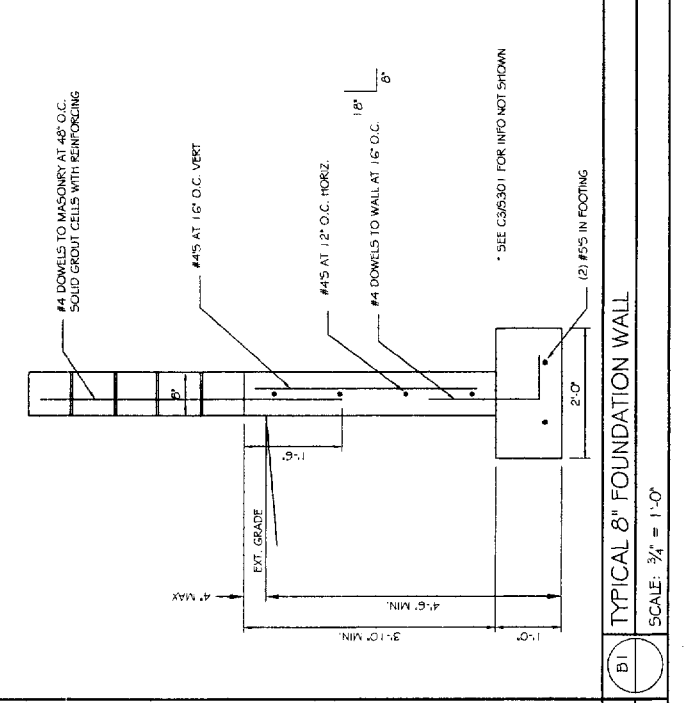 #4 DOWELS TO MASONRY AT 48" O.C.
SOLID GROUT CELLS WITH REINFORCING
#4'S AT 16" O.C. VERT
#4'S AT 12" O.C. HORIZ.
#4 DOWELS TO WALL AT 16" O.C.
18"
8"
* SEE C3/S301 FOR INFO NOT SHOWN
(2) #5'S IN FOOTING
8"
1'-6"
EXT. GRADE
4" MAX
4'-6" MIN.
3'-10" MIN.
1'-0"
2'-0"
B1
TYPICAL 8" FOUNDATION WALL
SCALE: 3/4" = 1'-0"